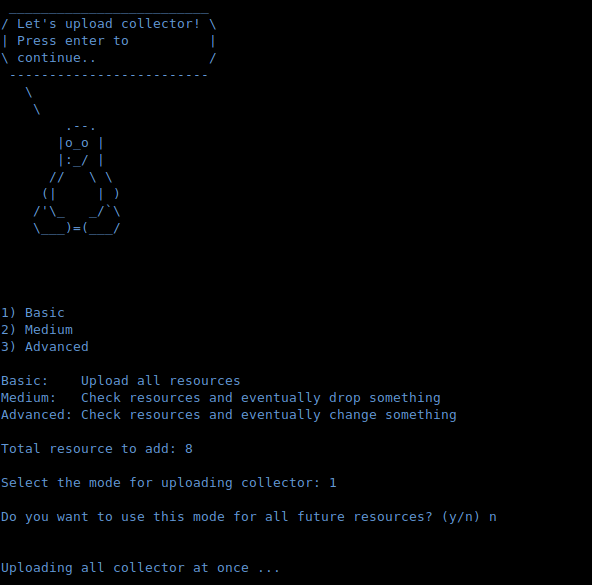 _________________________
/ Let's upload collector! \
| Press enter to          |
\ continue..              /
 -------------------------
   \
    \
        .--.
       |o_o |
       |:_/ |
      //   \ \
     (|     | )
    /'\_   _/`\
    \___)=(___/
1) Basic
2) Medium
3) Advanced
Basic:    Upload all resources
Medium:   Check resources and eventually drop something
Advanced: Check resources and eventually change something
Total resource to add: 8
Select the mode for uploading collector: 1
Do you want to use this mode for all future resources? (y/n) n
Uploading all collector at once ...